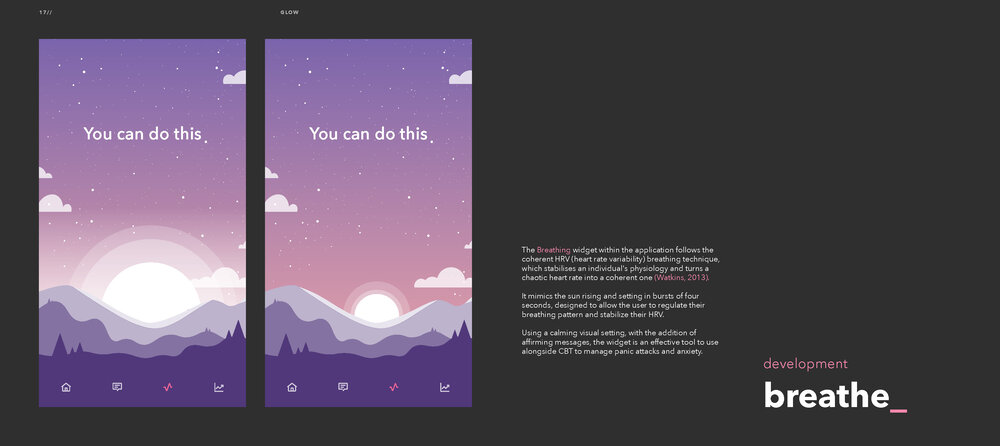 17//
GLOW
You can do this.
You can do this.
The Breathing widget within the application follows the
coherent HRV (heart rate variability) breathing technique,
which stabilises an individual's physiology and turns a
chaotic heart rate into a coherent one (Watkins, 2013).
It mimics the sun rising and setting in bursts of four
seconds, designed to allow the user to regulate their
breathing pattern and stabilize their HRV.
Using a calming visual setting, with the addition of
affirming messages, the widget is an effective tool to use
alongside CBT to manage panic attacks and anxiety.
development
breathe_